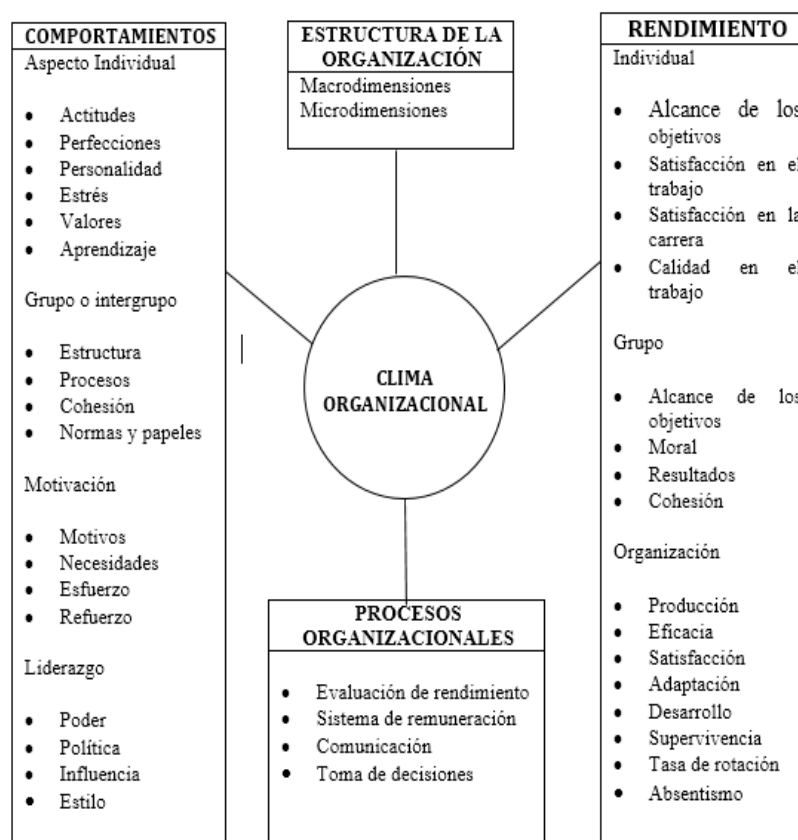 COMPORTAMIENTOS
Aspecto Individual
Actitudes
Perfecciones
Personalidad
Estrés
Valores
Aprendizaje
Grupo o intergrupo
Estructura
Procesos
Cohesión
Normas y papeles
Motivación
Motivos
Necesidades
Esfuerzo
Refuerzo
Liderazgo
Poder
Política
Influencia
Estilo
ESTRUCTURA DE LA
ORGANIZACIÓN
Macrodimensiones
Microdimensiones
CLIMA
ORGANIZACIONAL
PROCESOS
ORGANIZACIONALES
Evaluación de rendimiento
Sistema de remuneración
Comunicación
Toma de decisiones
RENDIMIENTO
Individual
Alcance de los
objetivos
Satisfacción en el
trabajo
Satisfacción en la
carrera
Calidad en el
trabajo
Grupo
Alcance de los
objetivos
Moral
Resultados
Cohesión
Organización
Producción
Eficacia
Satisfacción
Adaptación
Desarrollo
Supervivencia
Tasa de rotación
Absentismo